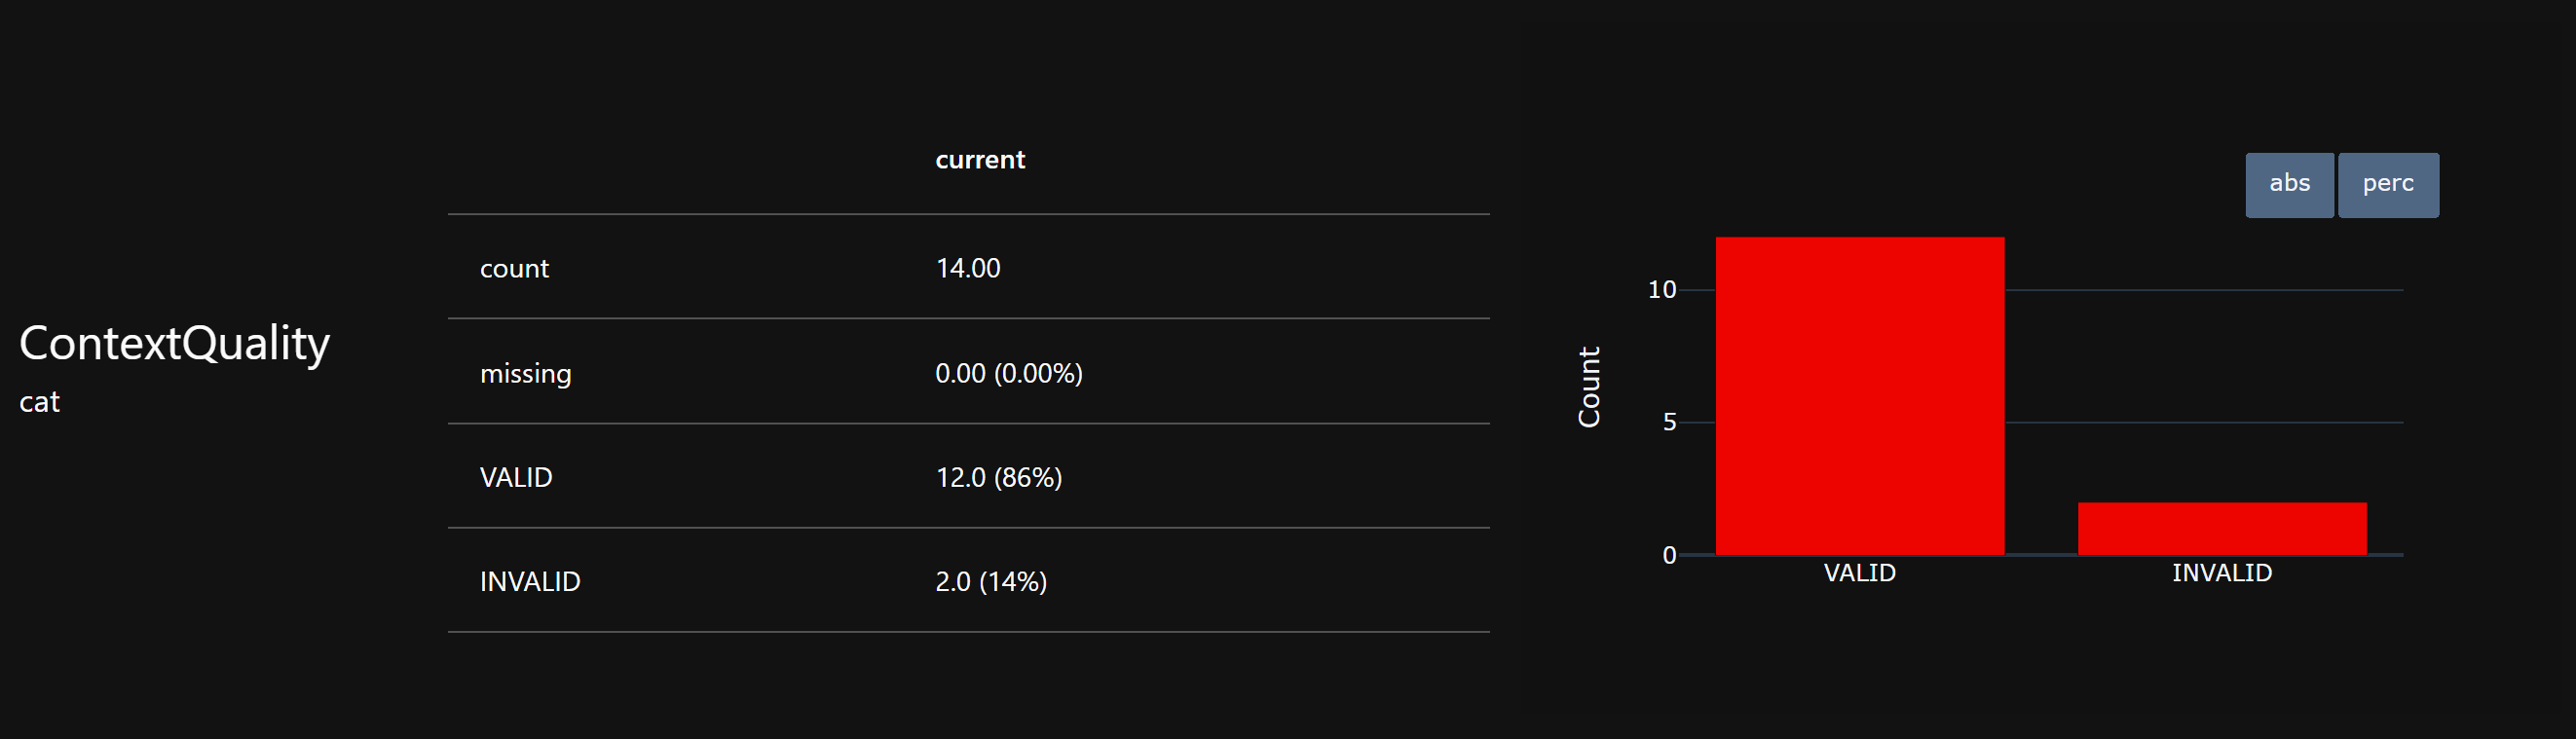 ContextQuality
cat
current
count 14.00
missing 0.00 (0.00%)
VALID 12.0 (86%)
INVALID 2.0 (14%)
abs perc
Count
10
5
0
VALID INVALID